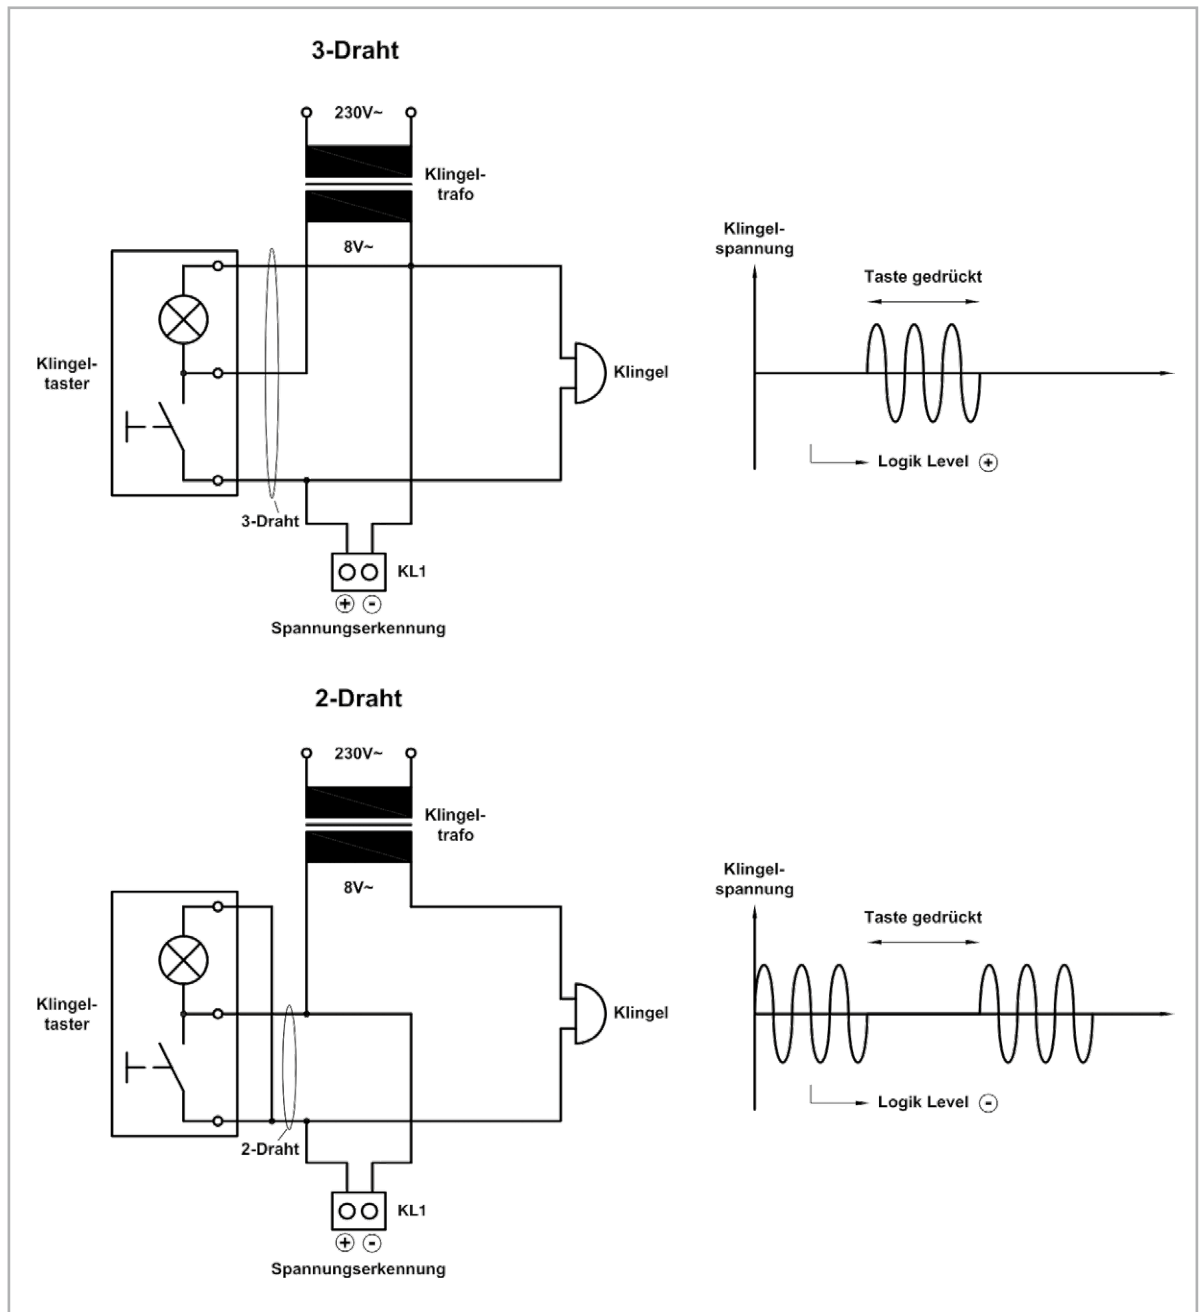 3-Draht
230V~
Klingel-
trafo
8V~
Klingel-
taster
Klingel
3-Draht
KL1
+ -
Spannungserkennung
Klingel-
spannung
Taste gedrückt
Logik Level +
2-Draht
230V~
Klingel-
trafo
8V~
Klingel-
taster
Klingel
2-Draht
KL1
+ -
Spannungserkennung
Klingel-
spannung
Taste gedrückt
Logik Level -